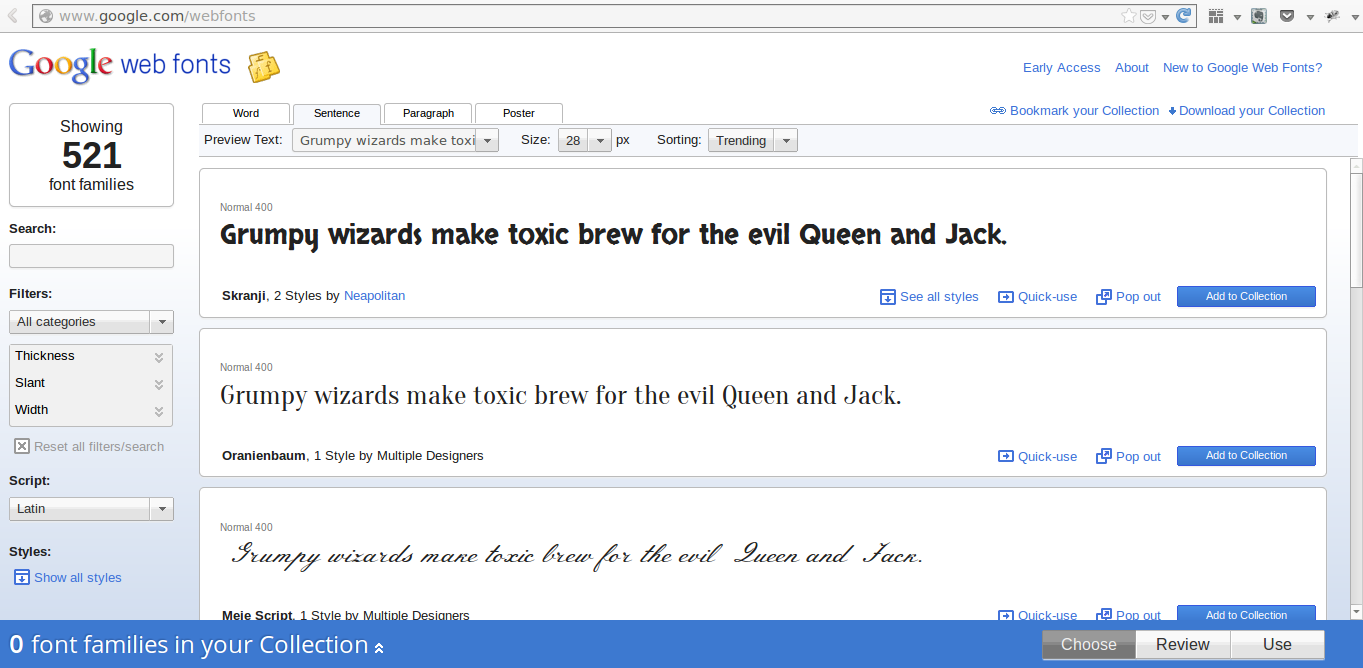 www.google.com/webfonts
Google web fonts
Early Access About New to Google Web Fonts?
Showing
521
font families
Word Sentence Paragraph Poster
Bookmark your Collection Download your Collection
Preview Text: Grumpy wizards make toxi Size: 28 px Sorting: Trending
Search:
Filters:
All categories
Thickness
Slant
Width
Reset all filters/search
Script:
Latin
Styles:
Show all styles
Normal 400
Grumpy wizards make toxic brew for the evil Queen and Jack.
Skranji, 2 Styles by Neapolitan See all styles Quick-use Pop out Add to Collection
Normal 400
Grumpy wizards make toxic brew for the evil Queen and Jack.
Oranienbaum, 1 Style by Multiple Designers Quick-use Pop out Add to Collection
Normal 400
Grumpy wizards make toxic brew for the evil Queen and Jack.
Meie Script, 1 Style by Multiple Designers Quick-use Pop out Add to Collection
0 font families in your Collection Choose Review Use